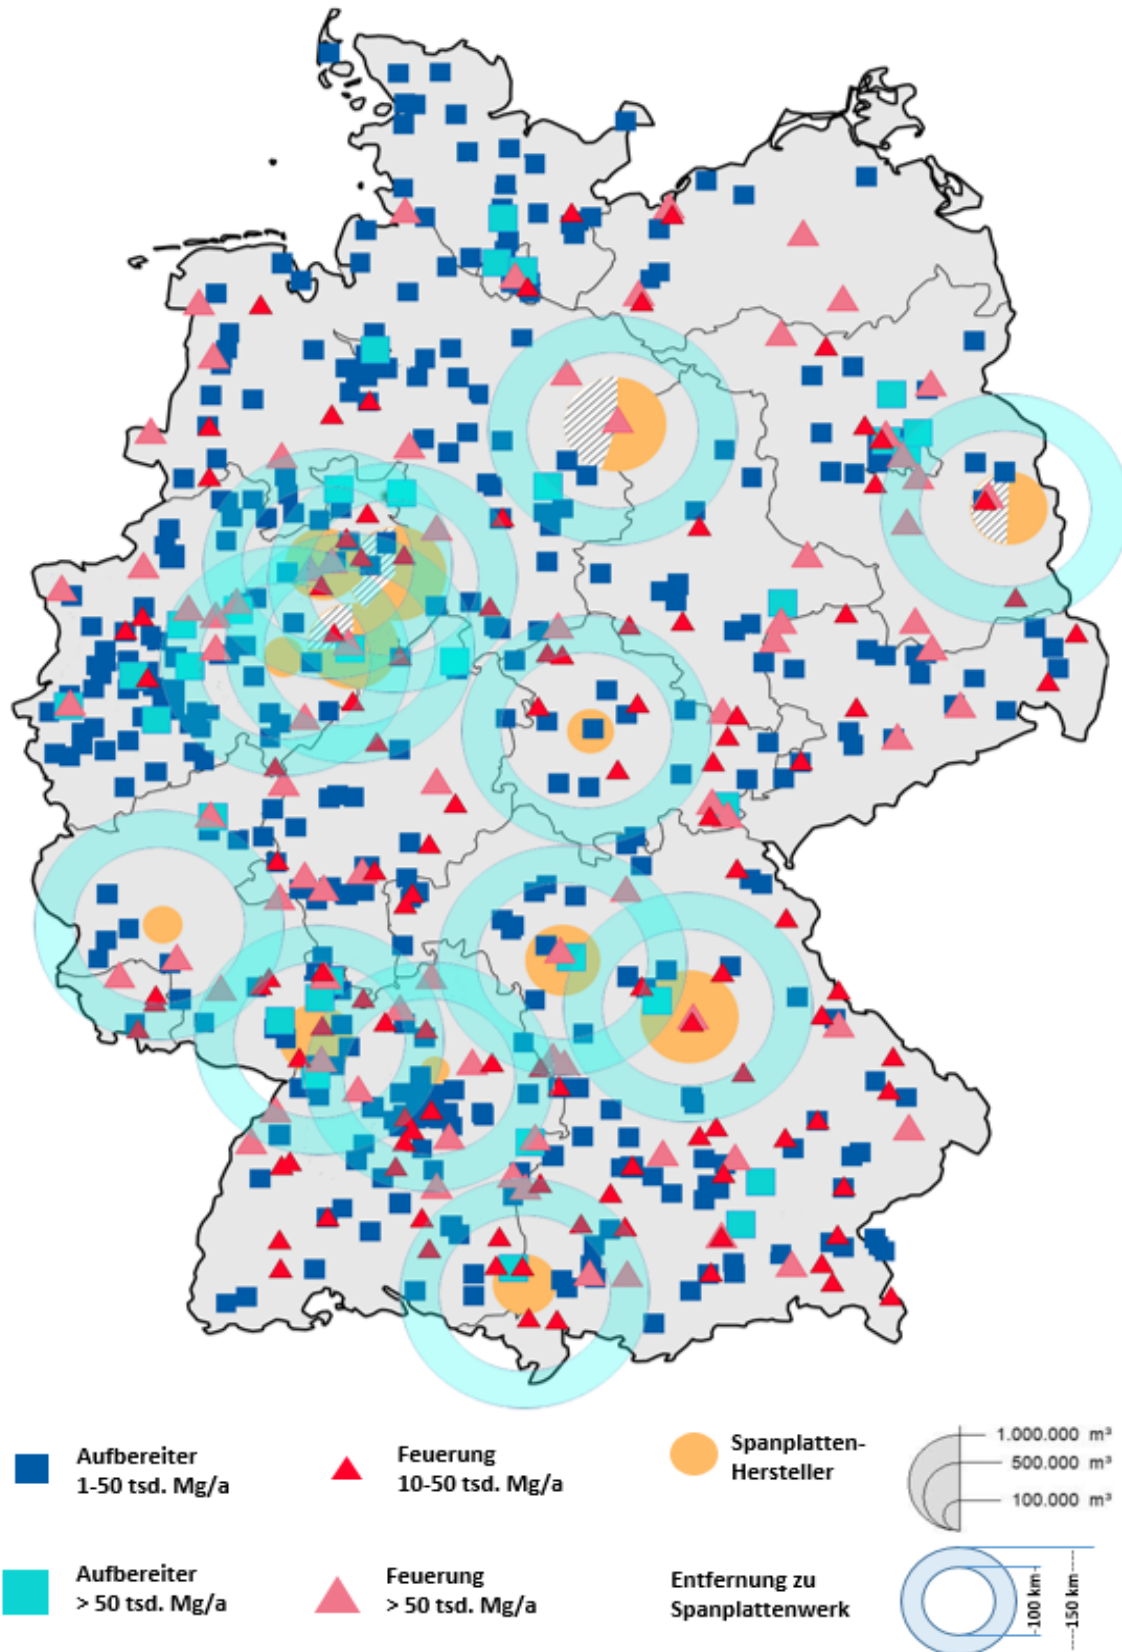 Aufbereiter
1-50 tsd. Mg/a
Feuerung
10-50 tsd. Mg/a
Spanplatten-
Hersteller
1.000.000 m³
500.000 m³
100.000 m³
Aufbereiter
> 50 tsd. Mg/a
Feuerung
> 50 tsd. Mg/a
Entfernung zu
Spanplattenwerk
100 km
150 km